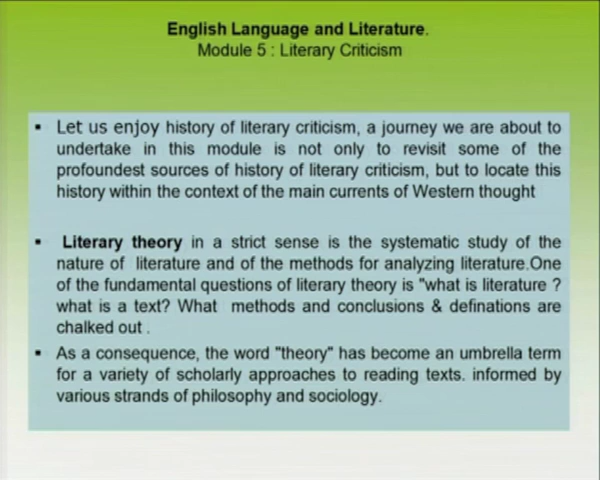 English Language and Literature.
Module 5 : Literary Criticism
▪ Let us enjoy history of literary criticism, a journey we are about to
undertake in this module is not only to revisit some of the
profoundest sources of history of literary criticism, but to locate this
history within the context of the main currents of Western thought
▪ Literary theory in a strict sense is the systematic study of the
nature of literature and of the methods for analyzing literature.One
of the fundamental questions of literary theory is "what is literature ?
what is a text? What methods and conclusions & definations are
chalked out .
▪ As a consequence, the word "theory" has become an umbrella term
for a variety of scholarly approaches to reading texts. informed by
various strands of philosophy and sociology.